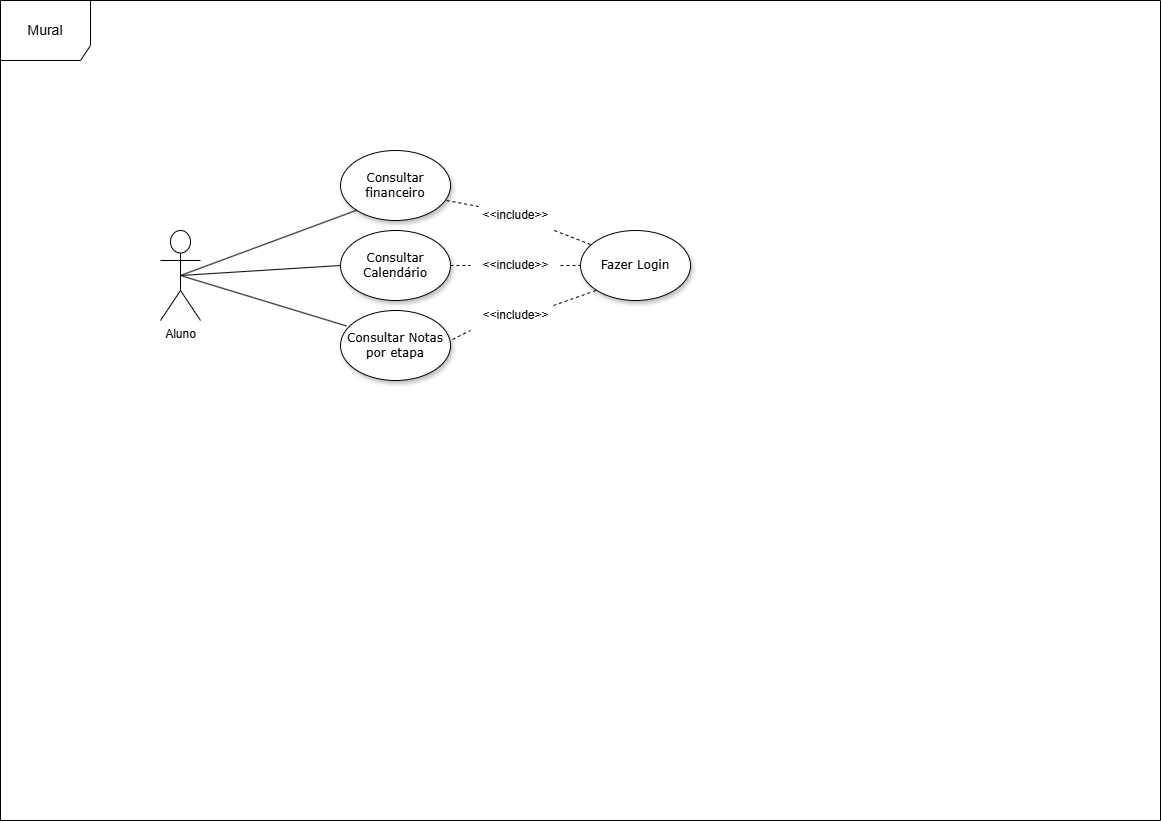 Mural
Consultar
financeiro
<<include>>
Consultar
Calendário
<<include>>
Fazer Login
<<include>>
Aluno
Consultar Notas
por etapa